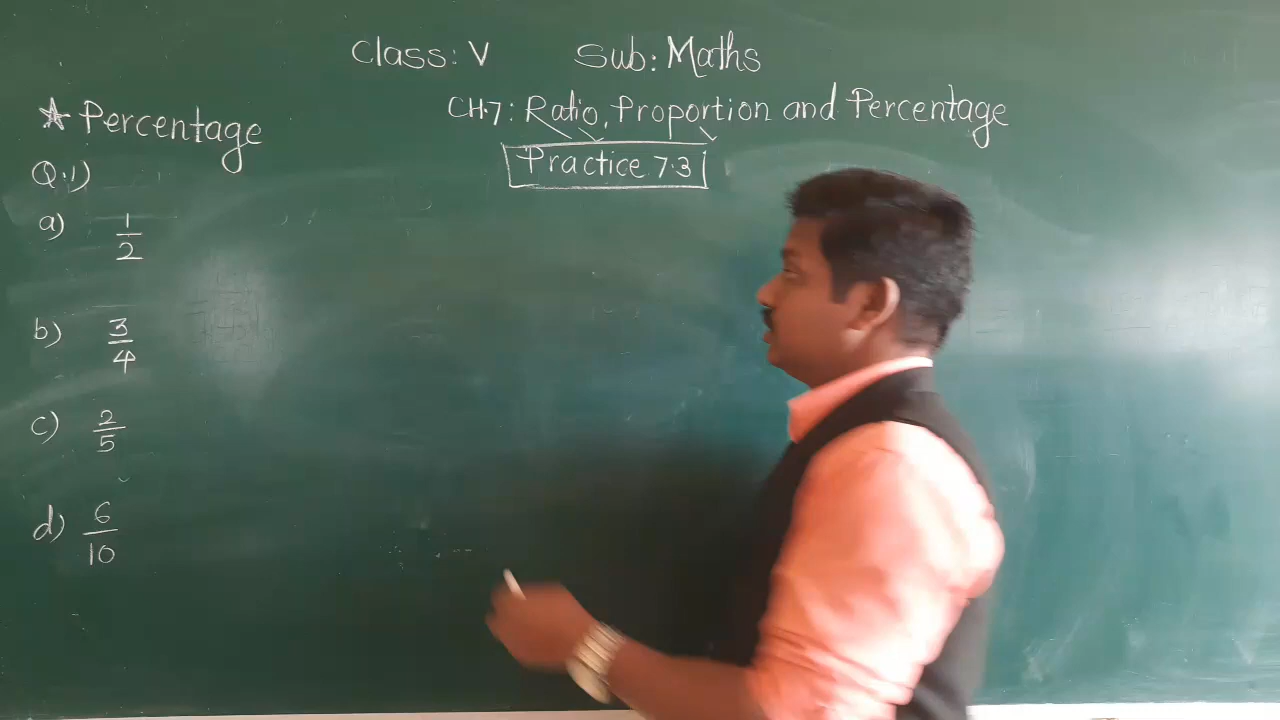 Class: V Sub: Maths
CH.7: Ratio, Proportion and Percentage
Practice 7.3
★ Percentage
Q.1)
a) 1/2
b) 3/4
c) 2/5
d) 6/10